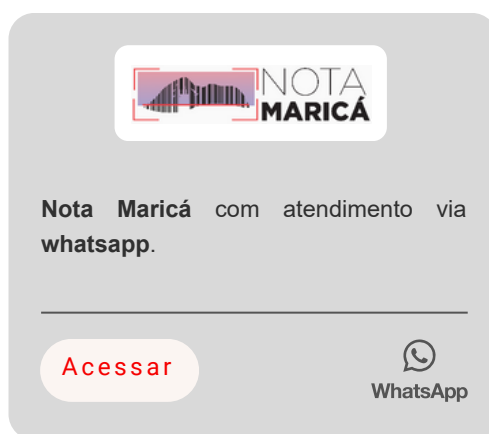 NOTA
MARICÁ
Nota Maricá com atendimento via
whatsapp.
Acessar
WhatsApp